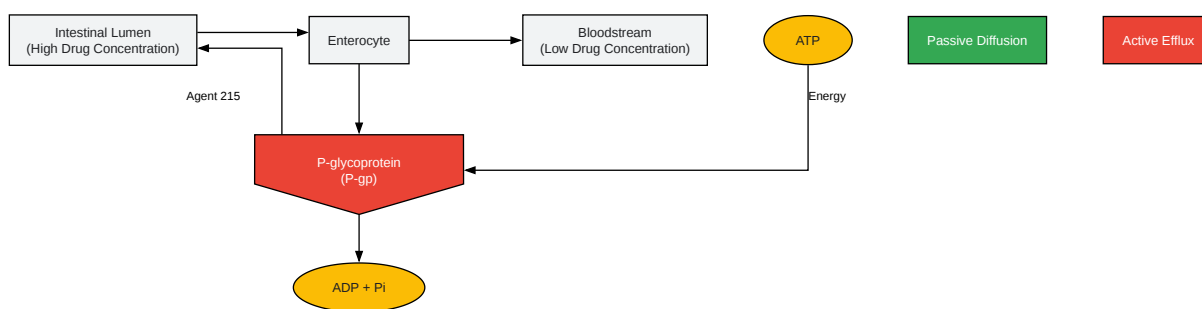 Intestinal Lumen
(High Drug Concentration)
Enterocyte
Bloodstream
(Low Drug Concentration)
ATP
Passive Diffusion
Active Efflux
Agent 215
Energy
P-glycoprotein
(P-gp)
ADP + Pi